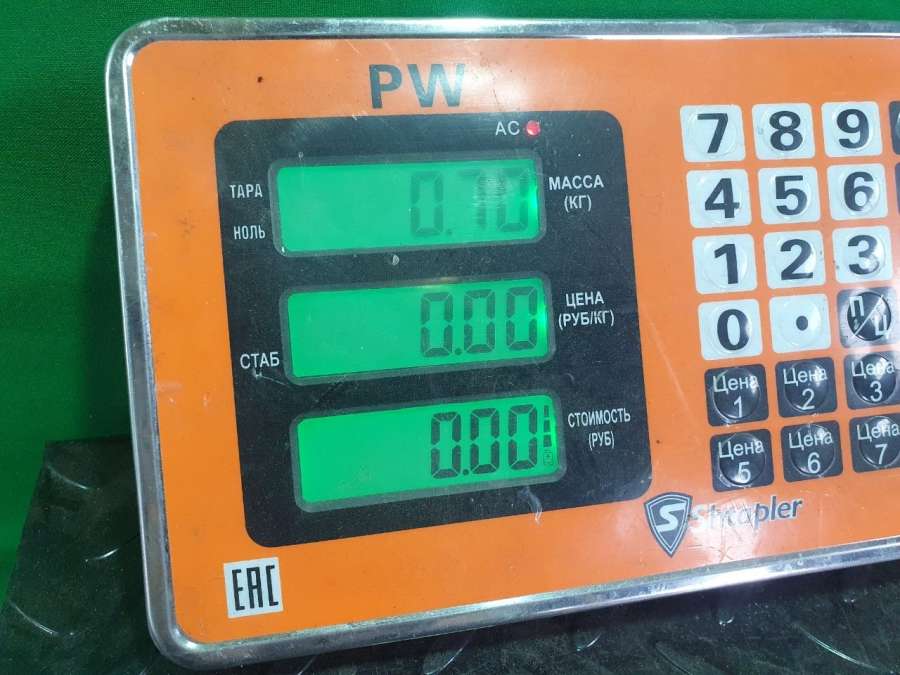 PW
AC
ТАРА
НОЛЬ
0.70
МАССА
(КГ)
0.00
ЦЕНА
(РУБ/КГ)
СТАБ
0.00
СТОИМОСТЬ
(РУБ)
7 8 9
4 5 6
1 2 3
0 . П/Ц
Цена 1 Цена 2 Цена 3
Цена 5 Цена 6 Цена 7
S Shtapler
EAC